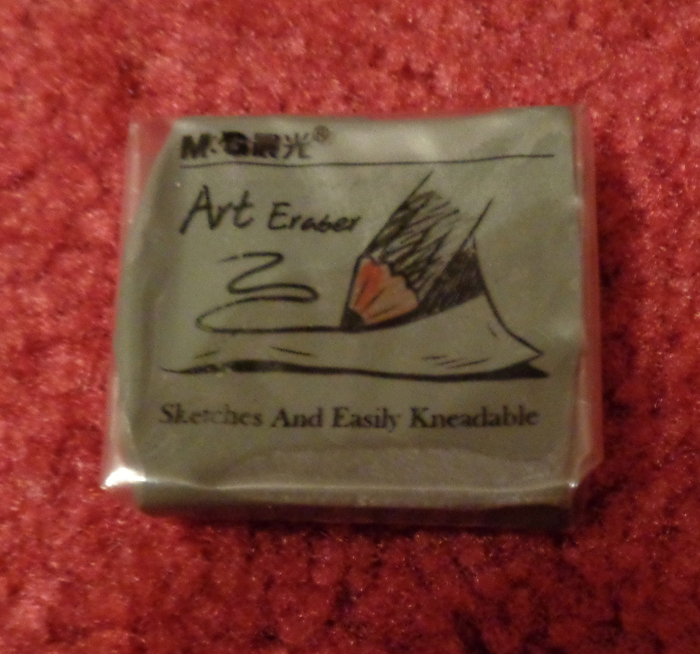 M&G晨光®
Art Eraser
Sketches And Easily Kneadable